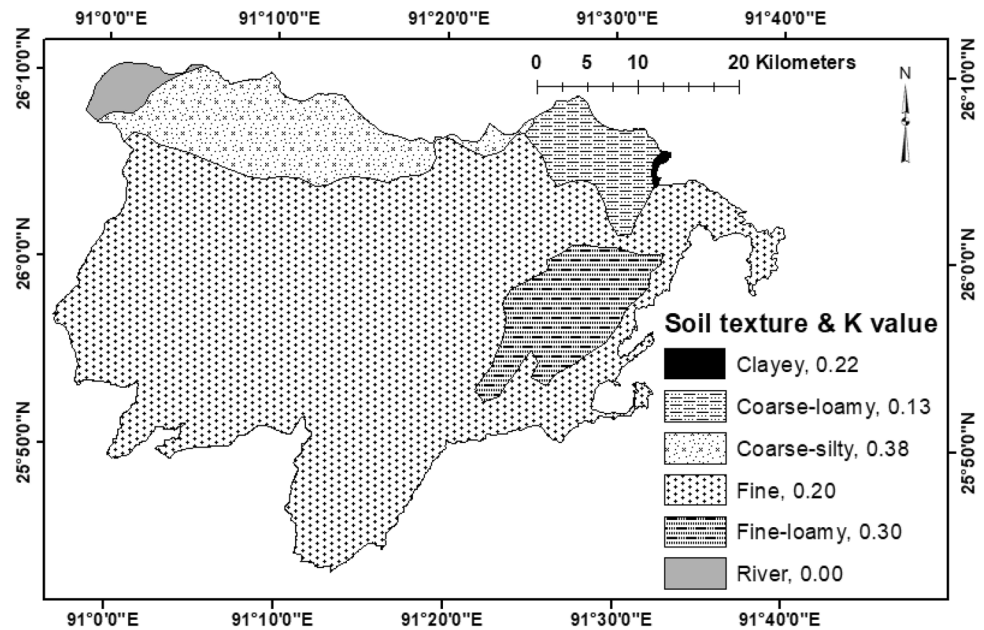 91°0'0"E 91°10'0"E 91°20'0"E 91°30'0"E 91°40'0"E
26°10'0"N
26°10'0"N
0 5 10 20 Kilometers
N
26°0'0"N
26°0'0"N
Soil texture & K value
Clayey, 0.22
Coarse-loamy, 0.13
Coarse-silty, 0.38
Fine, 0.20
Fine-loamy, 0.30
River, 0.00
25°50'0"N
25°50'0"N
91°0'0"E 91°10'0"E 91°20'0"E 91°30'0"E 91°40'0"E